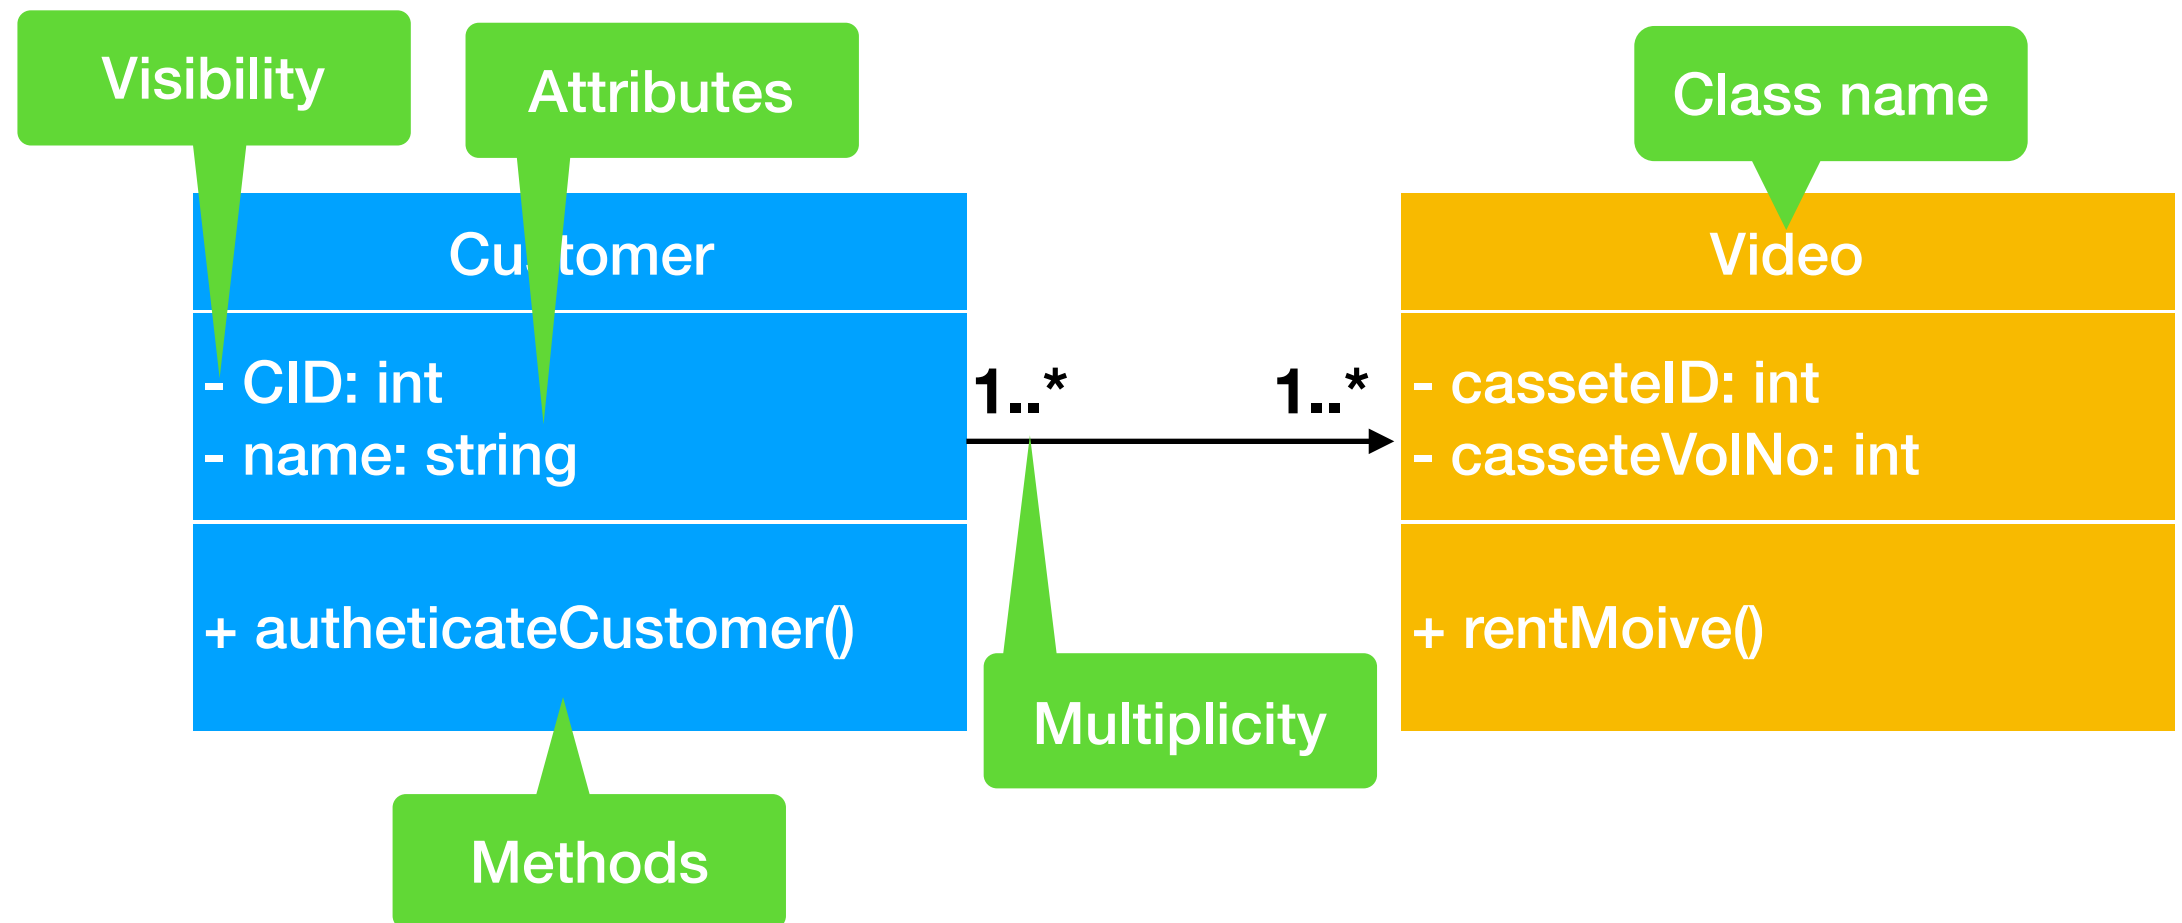 Visibility
Attributes
Class name
Customer
Video
- CID: int
- name: string
1..*
1..*
- casseteID: int
- casseteVolNo: int
+ autheticateCustomer()
+ rentMoive()
Multiplicity
Methods